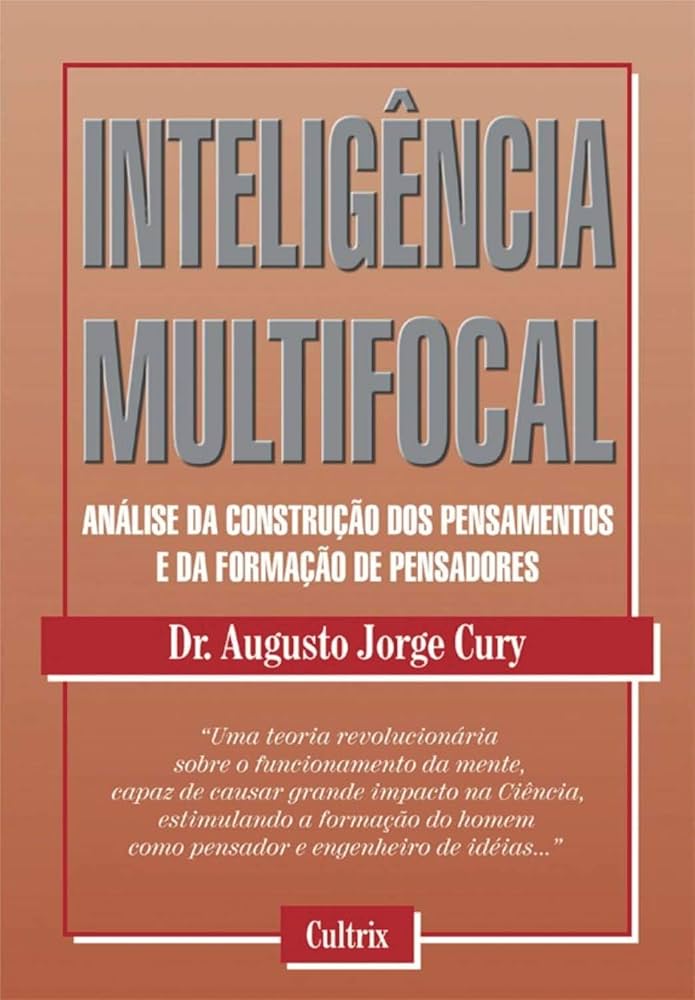 INTELIGÊNCIA
MULTIFOCAL
ANÁLISE DA CONSTRUÇÃO DOS PENSAMENTOS
E DA FORMAÇÃO DE PENSADORES
Dr. Augusto Jorge Cury
“Uma teoria revolucionária
sobre o funcionamento da mente,
capaz de causar grande impacto na Ciência,
estimulando a formação do homem
como pensador e engenheiro de idéias...”
Cultrix